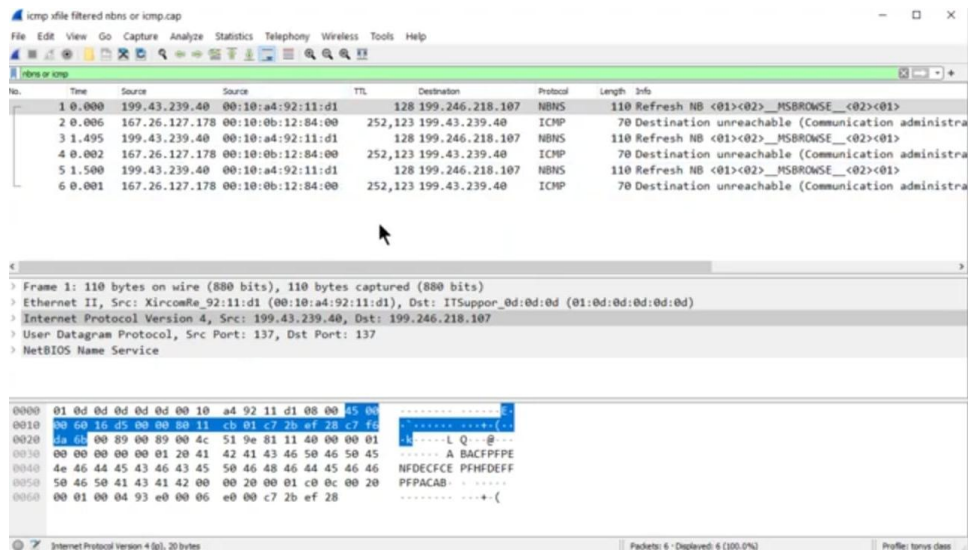 icmp xfile filtered nbns or icmp.cap
File Edit View Go Capture Analyze Statistics Telephony Wireless Tools Help
nbns or icmp
No. Time Source Source TTL Destination Protocol Length Info
1 0.000 199.43.239.40 00:10:a4:92:11:d1 128 199.246.218.107 NBNS 110 Refresh NB <01><02>__MSBROWSE__<02><01>
2 0.006 167.26.127.178 00:10:0b:12:84:00 252,123 199.43.239.40 ICMP 70 Destination unreachable (Communication administra
3 1.495 199.43.239.40 00:10:a4:92:11:d1 128 199.246.218.107 NBNS 110 Refresh NB <01><02>__MSBROWSE__<02><01>
4 0.002 167.26.127.178 00:10:0b:12:84:00 252,123 199.43.239.40 ICMP 70 Destination unreachable (Communication administra
5 1.500 199.43.239.40 00:10:a4:92:11:d1 128 199.246.218.107 NBNS 110 Refresh NB <01><02>__MSBROWSE__<02><01>
6 0.001 167.26.127.178 00:10:0b:12:84:00 252,123 199.43.239.40 ICMP 70 Destination unreachable (Communication administra
Frame 1: 110 bytes on wire (880 bits), 110 bytes captured (880 bits)
Ethernet II, Src: XircomRe_92:11:d1 (00:10:a4:92:11:d1), Dst: ITSuppor_0d:0d:0d (01:0d:0d:0d:0d:0d)
Internet Protocol Version 4, Src: 199.43.239.40, Dst: 199.246.218.107
User Datagram Protocol, Src Port: 137, Dst Port: 137
NetBIOS Name Service
0000 01 0d 0d 0d 0d 0d 00 10 a4 92 11 d1 08 00 45 00 ········ ······E·
0010 00 60 16 d5 00 00 80 11 cb 01 c7 2b ef 28 c7 f6 ·`······ ···+·(··
0020 da 6b 00 89 00 89 00 4c 51 9e 81 11 40 00 00 01 ·k·····L Q···@···
0030 00 00 00 00 00 01 20 41 42 41 43 46 50 46 50 45 ······ A BACFPFPE
0040 4e 46 44 45 43 46 43 45 50 46 48 46 44 45 46 46 NFDECFCE PFHFDEFF
0050 50 46 50 41 43 41 42 00 00 20 00 01 c0 0c 00 20 PFPACAB· · ·····
0060 00 01 00 04 93 e0 00 06 e0 00 c7 2b ef 28 ········ ···+·(
Internet Protocol Version 4 (ip), 20 bytes Packets: 6 · Displayed: 6 (100.0%) Profile: tonys class